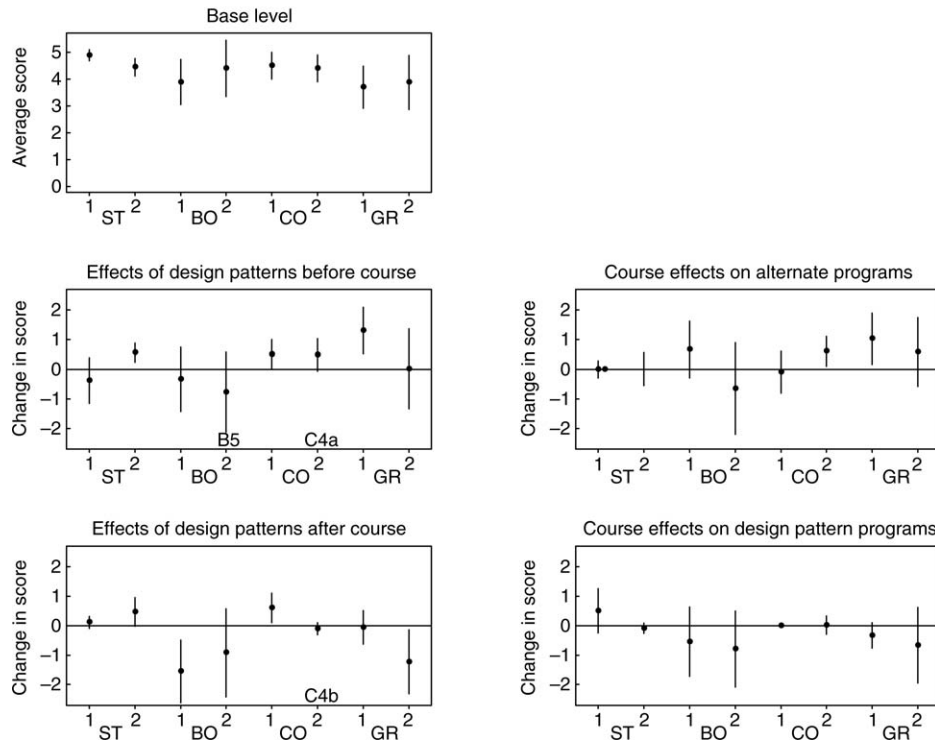 Base level
Average score
5
4
3
2
1
0
1 2 1 2 1 2 1 2
ST BO CO GR
Effects of design patterns before course
Change in score
2
1
0
−1
−2
B5 C4a
1 2 1 2 1 2 1 2
ST BO CO GR
Course effects on alternate programs
Change in score
2
1
0
−1
−2
1 2 1 2 1 2 1 2
ST BO CO GR
Effects of design patterns after course
Change in score
2
1
0
−1
−2
C4b
1 2 1 2 1 2 1 2
ST BO CO GR
Course effects on design pattern programs
Change in score
2
1
0
−1
−2
1 2 1 2 1 2 1 2
ST BO CO GR